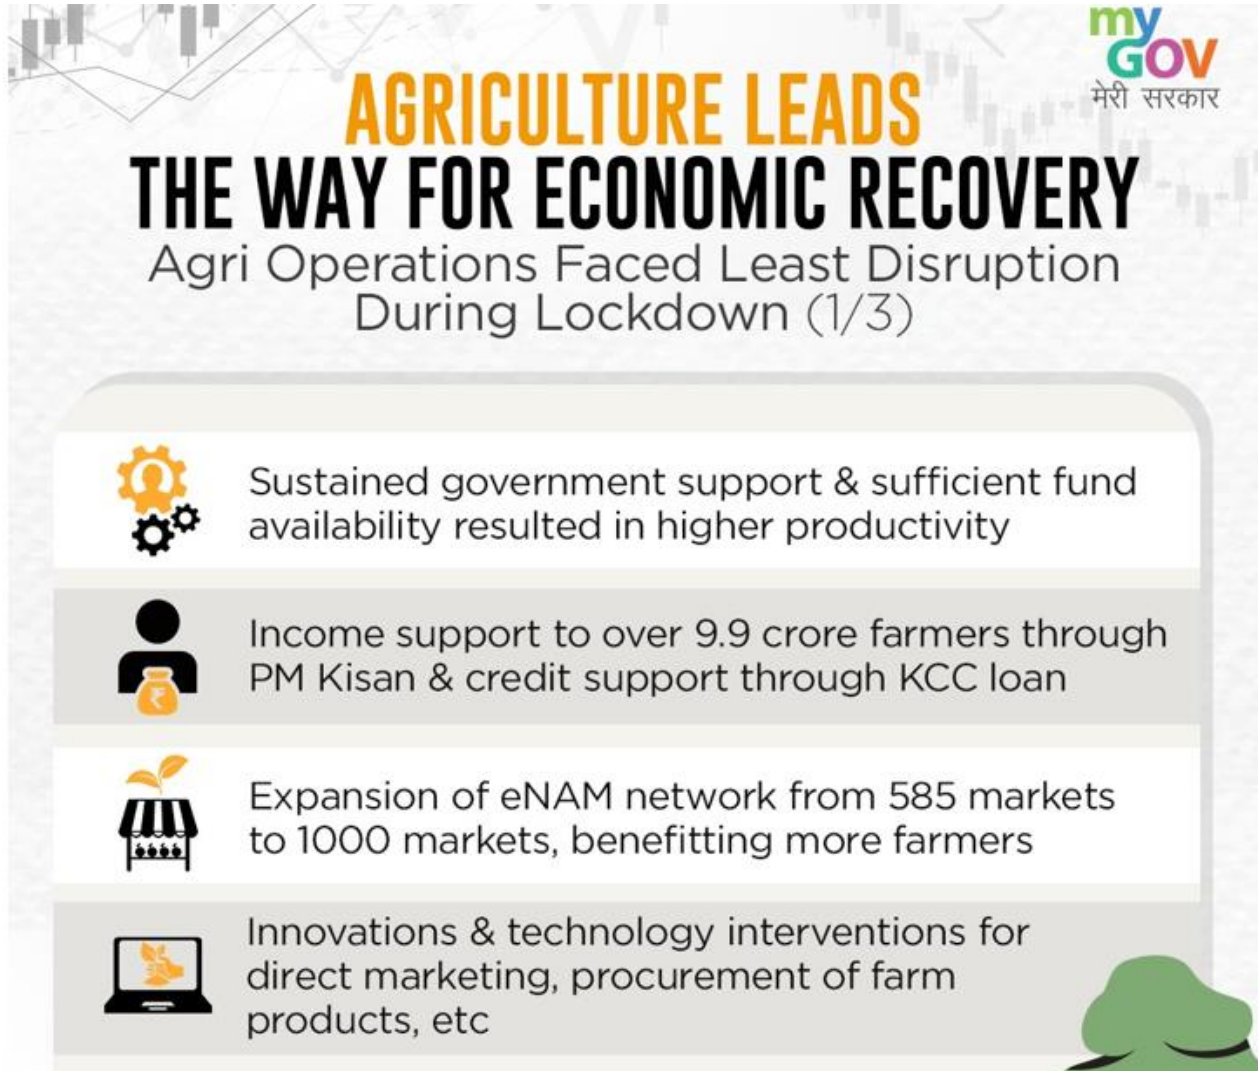 my
GOV
मेरी सरकार
AGRICULTURE LEADS
THE WAY FOR ECONOMIC RECOVERY
Agri Operations Faced Least Disruption
During Lockdown (1/3)
Sustained government support & sufficient fund
availability resulted in higher productivity
₹
Income support to over 9.9 crore farmers through
PM Kisan & credit support through KCC loan
Expansion of eNAM network from 585 markets
to 1000 markets, benefitting more farmers
Innovations & technology interventions for
direct marketing, procurement of farm
products, etc